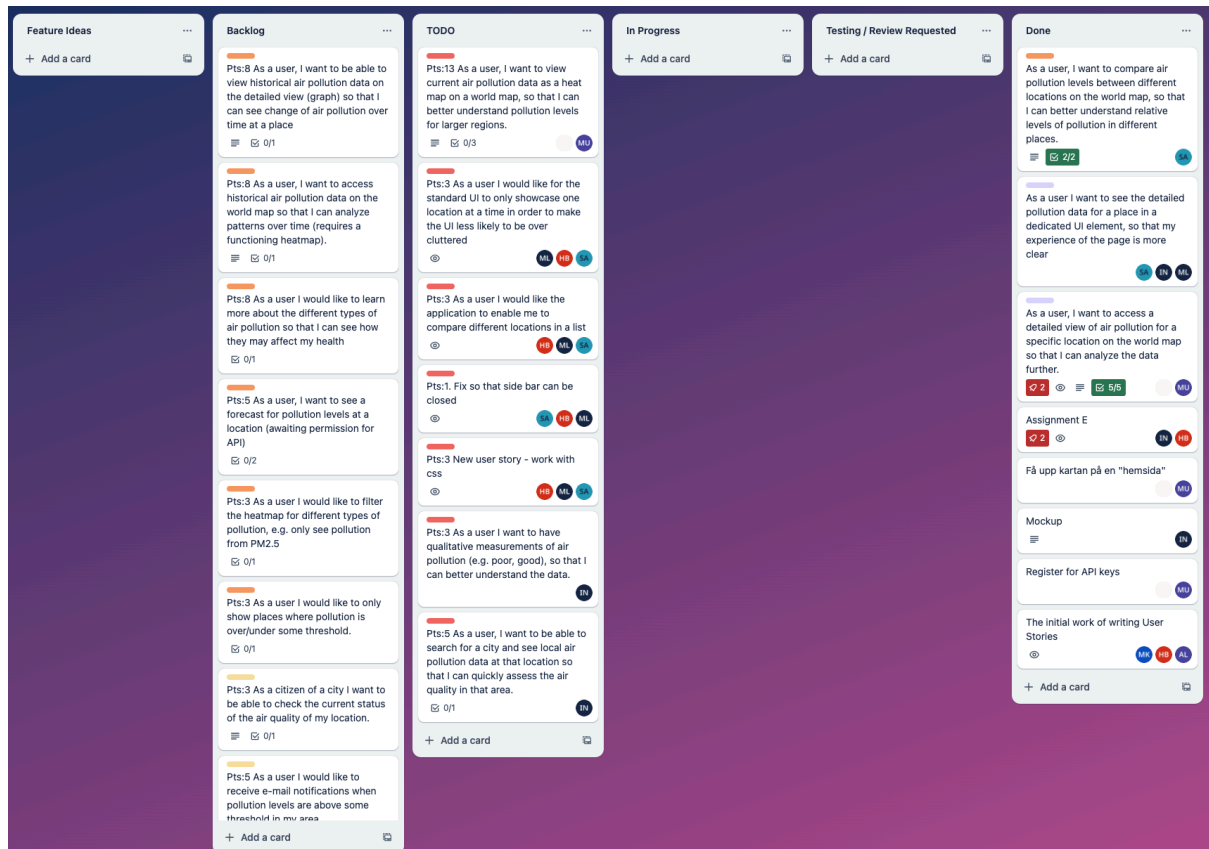 Feature Ideas
+ Add a card
Backlog
Pts:8 As a user, I want to be able to
view historical air pollution data on
the detailed view (graph) so that I
can see change of air pollution over
time at a place
0/1
Pts:8 As a user, I want to access
historical air pollution data on the
world map so that I can analyze
patterns over time (requires a
functioning heatmap).
0/1
Pts:8 As a user I would like to learn
more about the different types of
air pollution so that I can see how
they may affect my health
0/1
Pts:5 As a user, I want to see a
forecast for pollution levels at a
location (awaiting permission for
API)
0/2
Pts:3 As a user I would like to filter
the heatmap for different types of
pollution, e.g. only see pollution
from PM2.5
0/1
Pts:3 As a user I would like to only
show places where pollution is
over/under some threshold.
0/1
Pts:3 As a citizen of a city I want to
be able to check the current status
of the air quality of my location.
0/1
Pts:5 As a user I would like to
receive e-mail notifications when
pollution levels are above some
threshold in my area
+ Add a card
TODO
Pts:13 As a user, I want to view
current air pollution data as a heat
map on a world map, so that I can
better understand pollution levels
for larger regions.
0/3 MU
Pts:3 As a user I would like for the
standard UI to only showcase one
location at a time in order to make
the UI less likely to be over
cluttered
ML HB SA
Pts:3 As a user I would like the
application to enable me to
compare different locations in a list
HB ML SA
Pts:1. Fix so that side bar can be
closed
SA HB ML
Pts:3 New user story - work with
css
HB ML SA
Pts:3 As a user I want to have
qualitative measurements of air
pollution (e.g. poor, good), so that I
can better understand the data.
IN
Pts:5 As a user, I want to be able to
search for a city and see local air
pollution data at that location so
that I can quickly assess the air
quality in that area.
0/1 IN
+ Add a card
In Progress
+ Add a card
Testing / Review Requested
+ Add a card
Done
As a user, I want to compare air
pollution levels between different
locations on the world map, so that
I can better understand relative
levels of pollution in different
places.
2/2 SA
As a user I want to see the detailed
pollution data for a place in a
dedicated UI element, so that my
experience of the page is more
clear
SA IN ML
As a user, I want to access a
detailed view of air pollution for a
specific location on the world map
so that I can analyze the data
further.
2 5/5 MU
Assignment E
2 IN HB
Få upp kartan på en "hemsida"
MU
Mockup
IN
Register for API keys
MU
The initial work of writing User
Stories
MK HB AL
+ Add a card